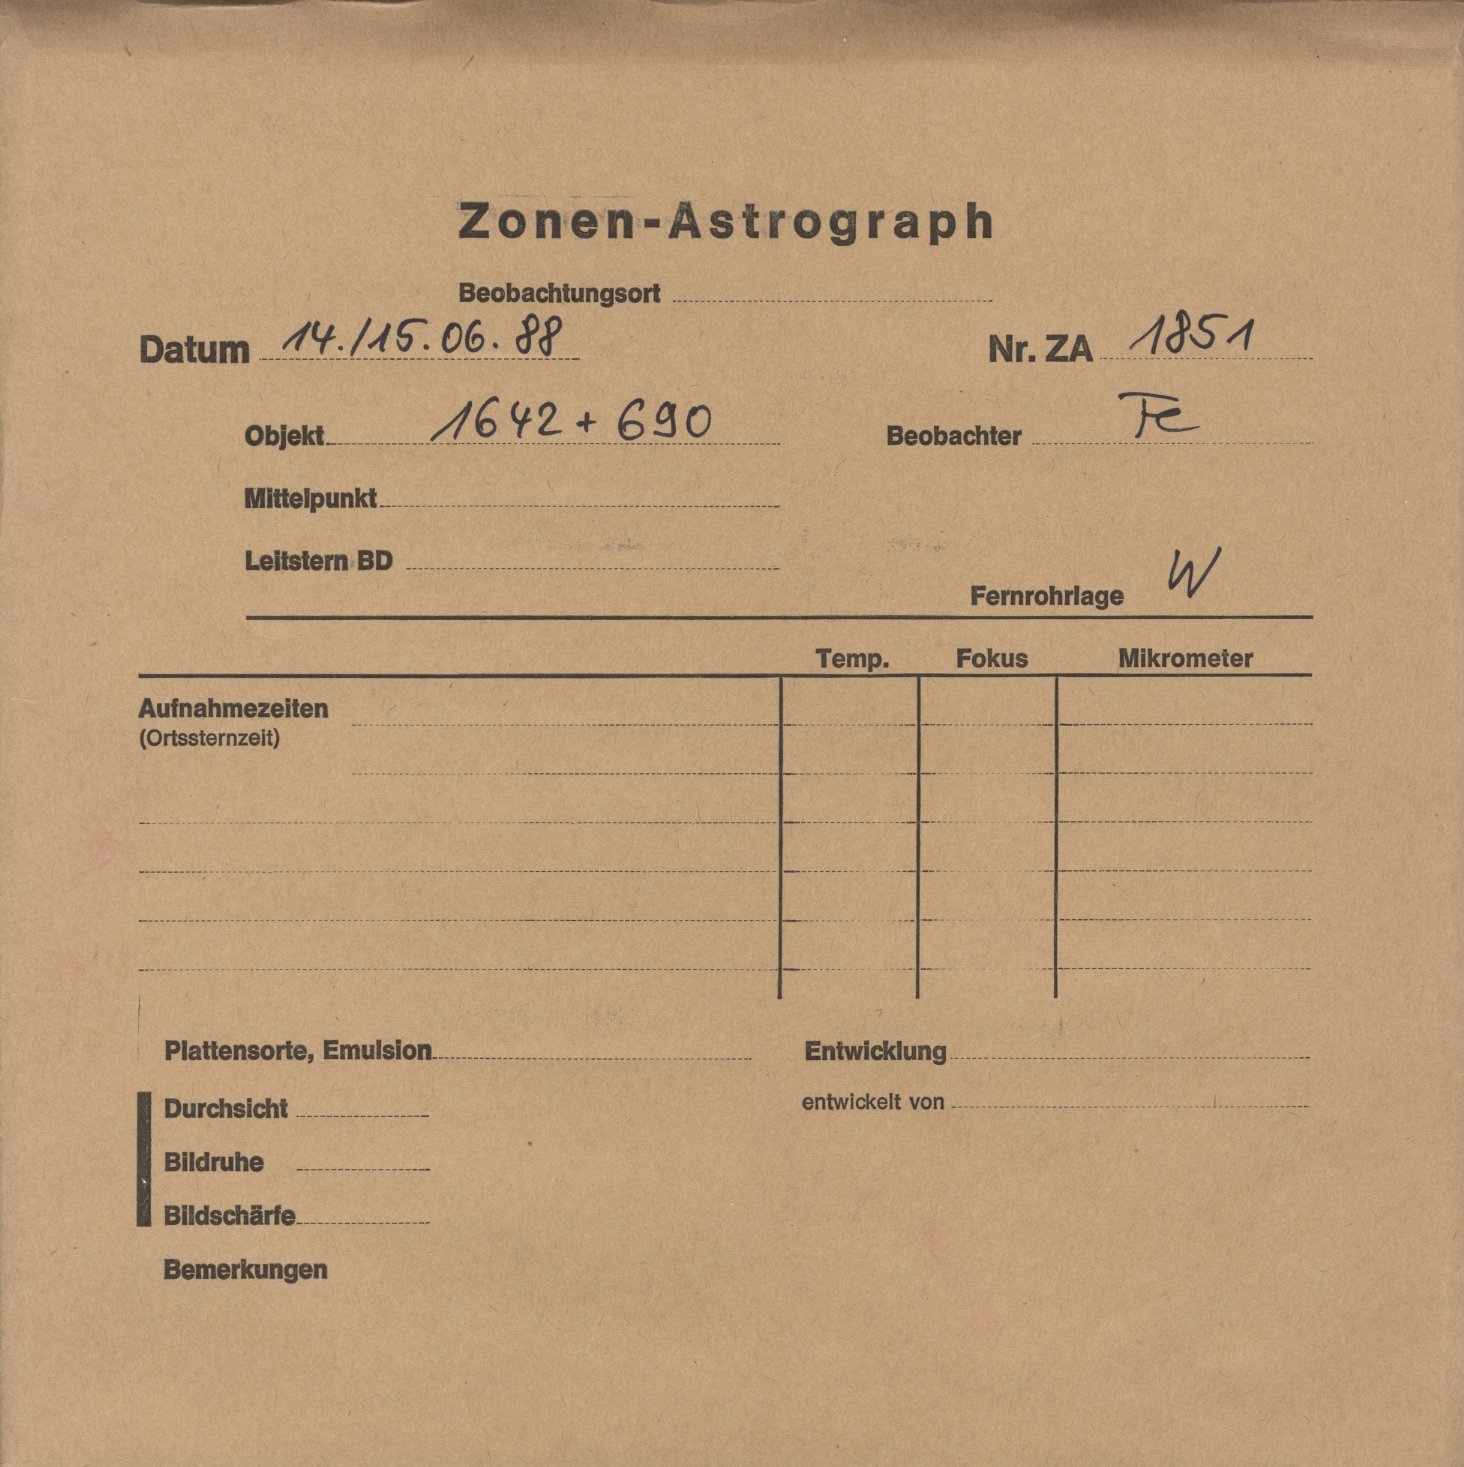 Zonen-Astrograph
Beobachtungsort
Datum 14./15.06.88 Nr. ZA 1851
Objekt 1642 + 690 Beobachter Fe
Mittelpunkt
Leitstern BD
Fernrohrlage W
Temp. Fokus Mikrometer
Aufnahmezeiten
(Ortssternzeit)
Plattensorte, Emulsion Entwicklung
Durchsicht entwickelt von
Bildruhe
Bildschärfe
Bemerkungen